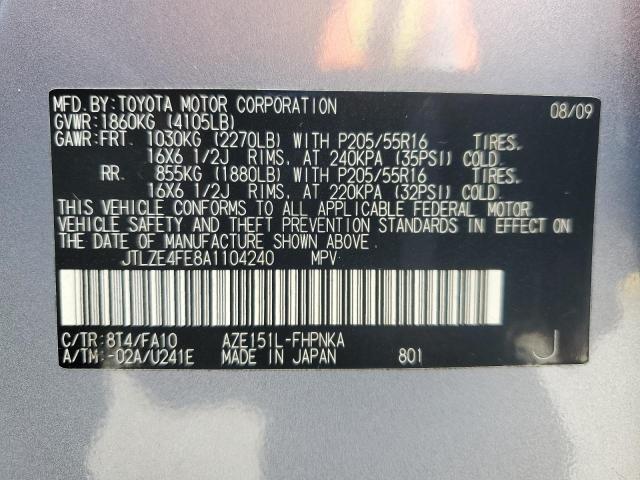 MFD.BY:TOYOTA MOTOR CORPORATION 08/09
GVWR:1860KG (4105LB)
GAWR:FRT. 1030KG (2270LB) WITH P205/55R16 TIRES.
16X6 1/2J RIMS, AT 240KPA (35PSI) COLD.
RR. 855KG (1880LB) WITH P205/55R16 TIRES.
16X6 1/2J RIMS, AT 220KPA (32PSI) COLD.
THIS VEHICLE CONFORMS TO ALL APPLICABLE FEDERAL MOTOR
VEHICLE SAFETY AND THEFT PREVENTION STANDARDS IN EFFECT ON
THE DATE OF MANUFACTURE SHOWN ABOVE.
JTLZE4FE8A1104240 MPV
C/TR:8T4/FA10 AZE151L-FHPNKA
A/TM:-02A/U241E MADE IN JAPAN 801 J